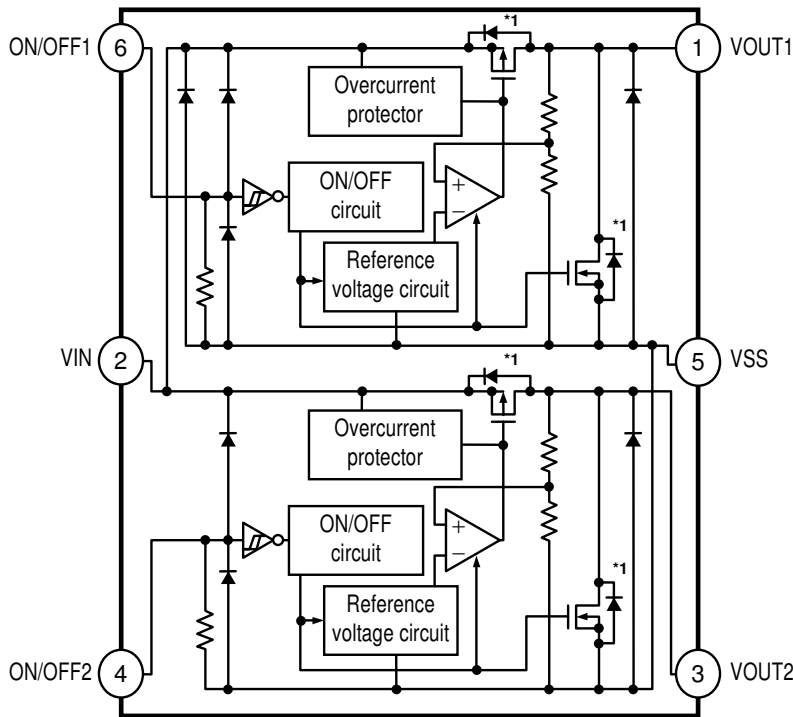 *1
ON/OFF1 6
1 VOUT1
Overcurrent
protector
ON/OFF
circuit
+
−
*1
Reference
voltage circuit
VIN 2
5 VSS
*1
Overcurrent
protector
ON/OFF
circuit
+
−
*1
Reference
voltage circuit
ON/OFF2 4
3 VOUT2